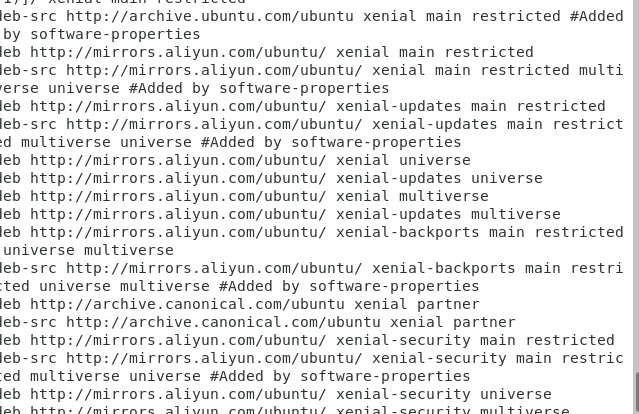 deb-src http://archive.ubuntu.com/ubuntu xenial main restricted #Added
by software-properties
deb http://mirrors.aliyun.com/ubuntu/ xenial main restricted
deb-src http://mirrors.aliyun.com/ubuntu/ xenial main restricted multi
verse universe #Added by software-properties
deb http://mirrors.aliyun.com/ubuntu/ xenial-updates main restricted
deb-src http://mirrors.aliyun.com/ubuntu/ xenial-updates main restrict
ed multiverse universe #Added by software-properties
deb http://mirrors.aliyun.com/ubuntu/ xenial universe
deb http://mirrors.aliyun.com/ubuntu/ xenial-updates universe
deb http://mirrors.aliyun.com/ubuntu/ xenial multiverse
deb http://mirrors.aliyun.com/ubuntu/ xenial-updates multiverse
deb http://mirrors.aliyun.com/ubuntu/ xenial-backports main restricted
universe multiverse
deb-src http://mirrors.aliyun.com/ubuntu/ xenial-backports main restri
cted universe multiverse #Added by software-properties
deb http://archive.canonical.com/ubuntu xenial partner
deb-src http://archive.canonical.com/ubuntu xenial partner
deb http://mirrors.aliyun.com/ubuntu/ xenial-security main restricted
deb-src http://mirrors.aliyun.com/ubuntu/ xenial-security main restric
ted multiverse universe #Added by software-properties
deb http://mirrors.aliyun.com/ubuntu/ xenial-security universe
deb http://mirrors.aliyun.com/ubuntu/ xenial-security multiverse